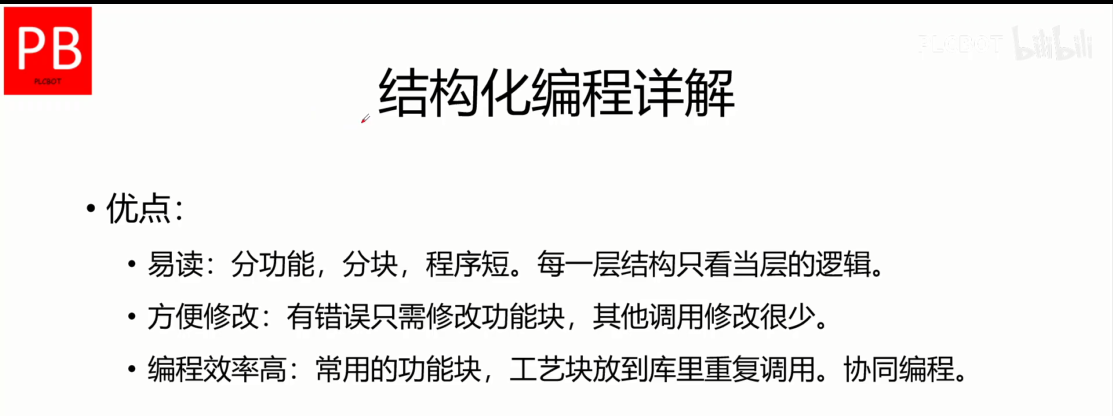 PB
PLCBOT
PLCBOT bilibili
结构化编程详解
• 优点：
• 易读：分功能，分块，程序短。每一层结构只看当层的逻辑。
• 方便修改：有错误只需修改功能块，其他调用修改很少。
• 编程效率高：常用的功能块，工艺块放到库里重复调用。协同编程。